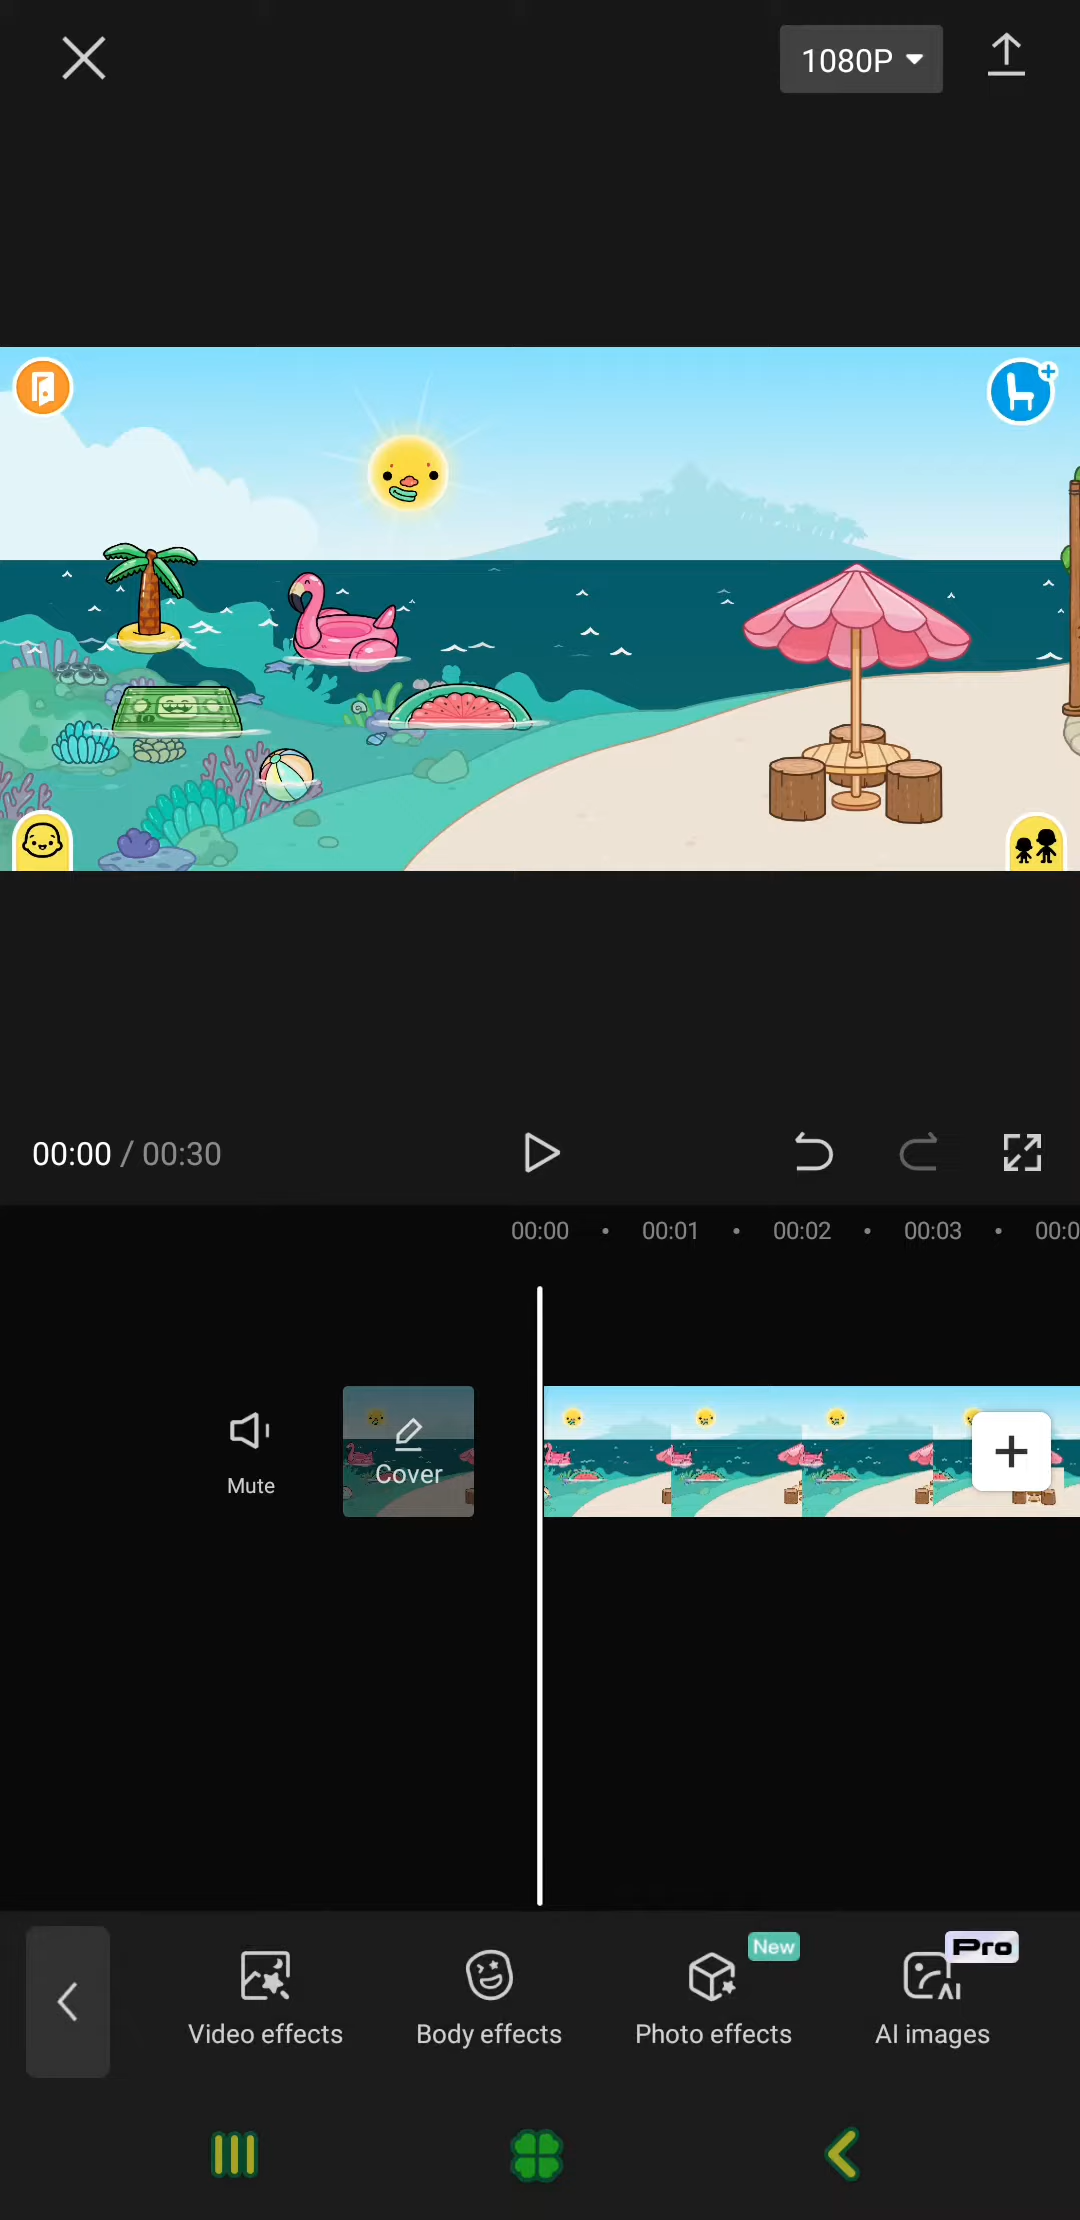 1080P
00:00 / 00:30
00:00 00:01 00:02 00:03 00:0
Mute
Cover
New
Pro
AI
Video effects Body effects Photo effects AI images